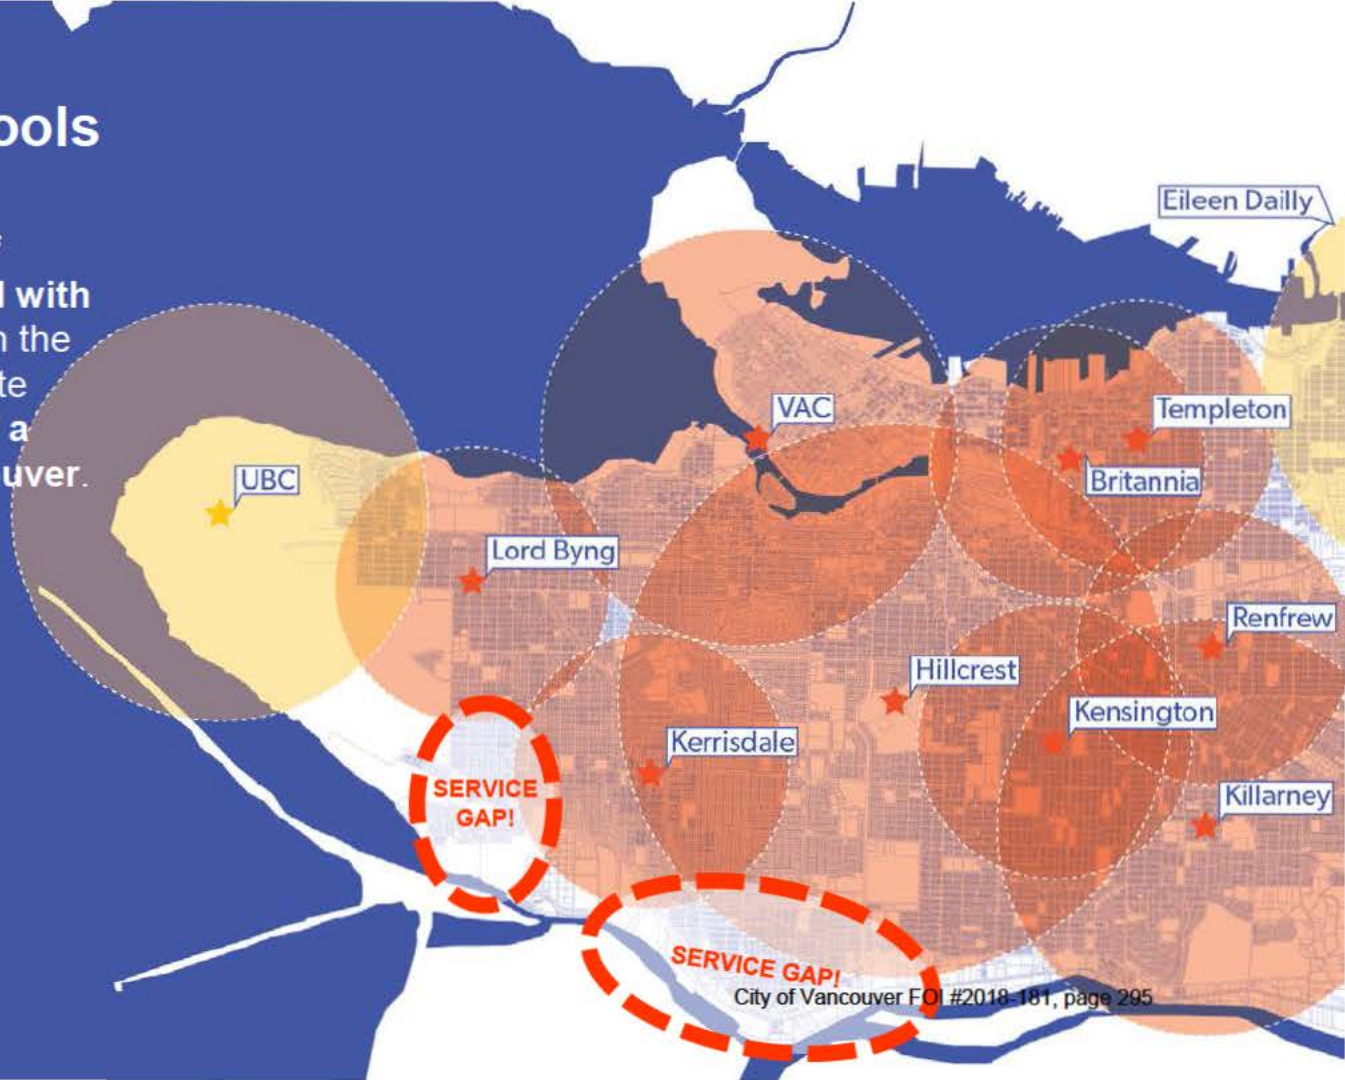 ools
l with
n the
te
a
uver.
Eileen Dailly
VAC
Templeton
UBC
Britannia
Lord Byng
Renfrew
Hillcrest
Kensington
Kerrisdale
SERVICE
GAP!
Killarney
SERVICE GAP!
City of Vancouver FOI #2018-181, page 295